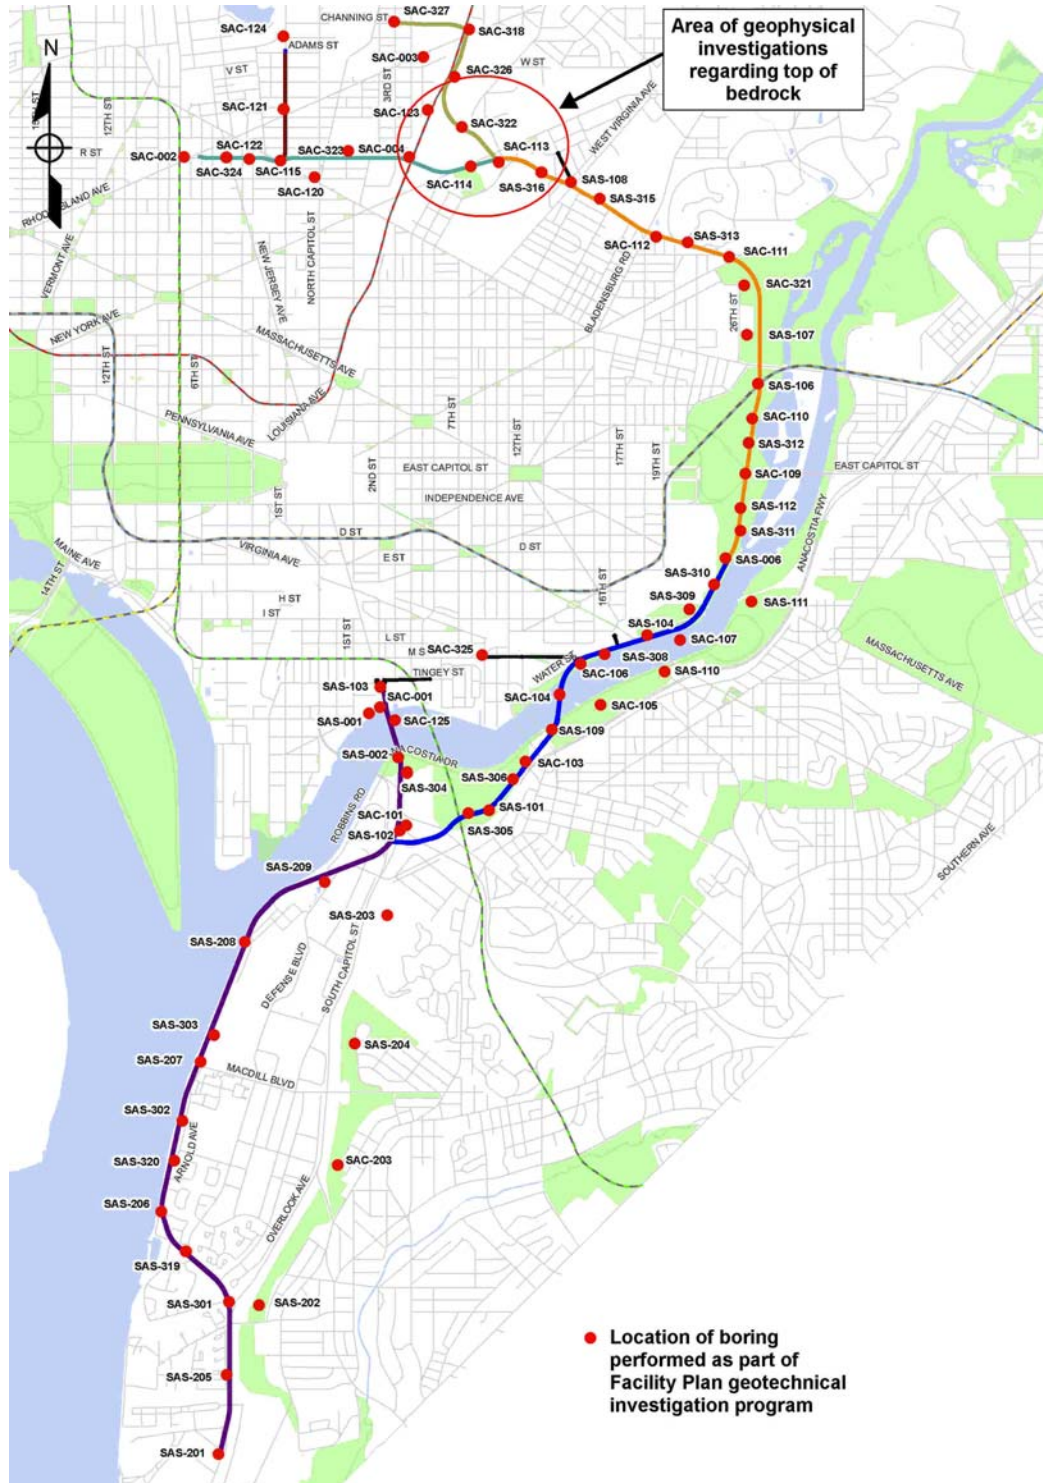 SAC-327
CHANNING ST
SAC-124
SAC-318
Area of geophysical
investigations
regarding top of
bedrock
N
ADAMS ST
SAC-003
W ST
V ST
3RD ST
SAC-326
15TH ST
12TH ST
SAC-121
SAC-123
WEST VIRGINIA AVE
SAC-322
R ST
SAC-002
SAC-122
SAC-323
SAC-004
SAC-113
SAC-324
SAC-115
SAC-114
SAS-316
SAS-108
SAC-120
SAS-315
RHODE ISLAND AVE
VERMONT AVE
NEW JERSEY AVE
NORTH CAPITOL ST
SAS-313
SAC-112
SAC-111
BLADENSBURG RD
SAC-321
26TH ST
NEW YORK AVE
MASSACHUSETTS AVE
SAS-107
12TH ST
6TH ST
SAS-106
LOUISIANA AVE
PENNSYLVANIA AVE
7TH ST
12TH ST
17TH ST
19TH ST
SAC-110
SAS-312
EAST CAPITOL ST
EAST CAPITOL ST
2ND ST
SAC-109
1ST ST
INDEPENDENCE AVE
SAS-112
ANACOSTIA FWY
D ST
SAS-311
VIRGINIA AVE
E ST
D ST
MAINE AVE
SAS-006
14TH ST
SAS-310
16TH ST
H ST
SAS-309
SAS-111
I ST
1ST ST
SAS-104
L ST
SAC-107
MASSACHUSETTS AVE
M S
SAC-325
SAS-308
WATER ST
SAC-106
SAS-110
TINGEY ST
SAS-103
SAC-001
SAC-104
SAC-105
SAS-001
SAC-125
SAS-109
SAS-002
NACOSTIA DR
SAC-103
SAS-306
SAS-304
ROBBINS RD
SAC-101
SAS-101
SAS-102
SAS-305
SOUTHERN AVE
SAS-209
SAS-203
SAS-208
DEFENSE BLVD
SOUTH CAPITOL ST
SAS-303
SAS-204
SAS-207
MACDILL BLVD
SAS-302
ARNOLD AVE
SAS-320
SAC-203
SAS-206
OVERLOOK AVE
SAS-319
SAS-301
SAS-202
Location of boring
performed as part of
Facility Plan geotechnical
investigation program
SAS-205
SAS-201